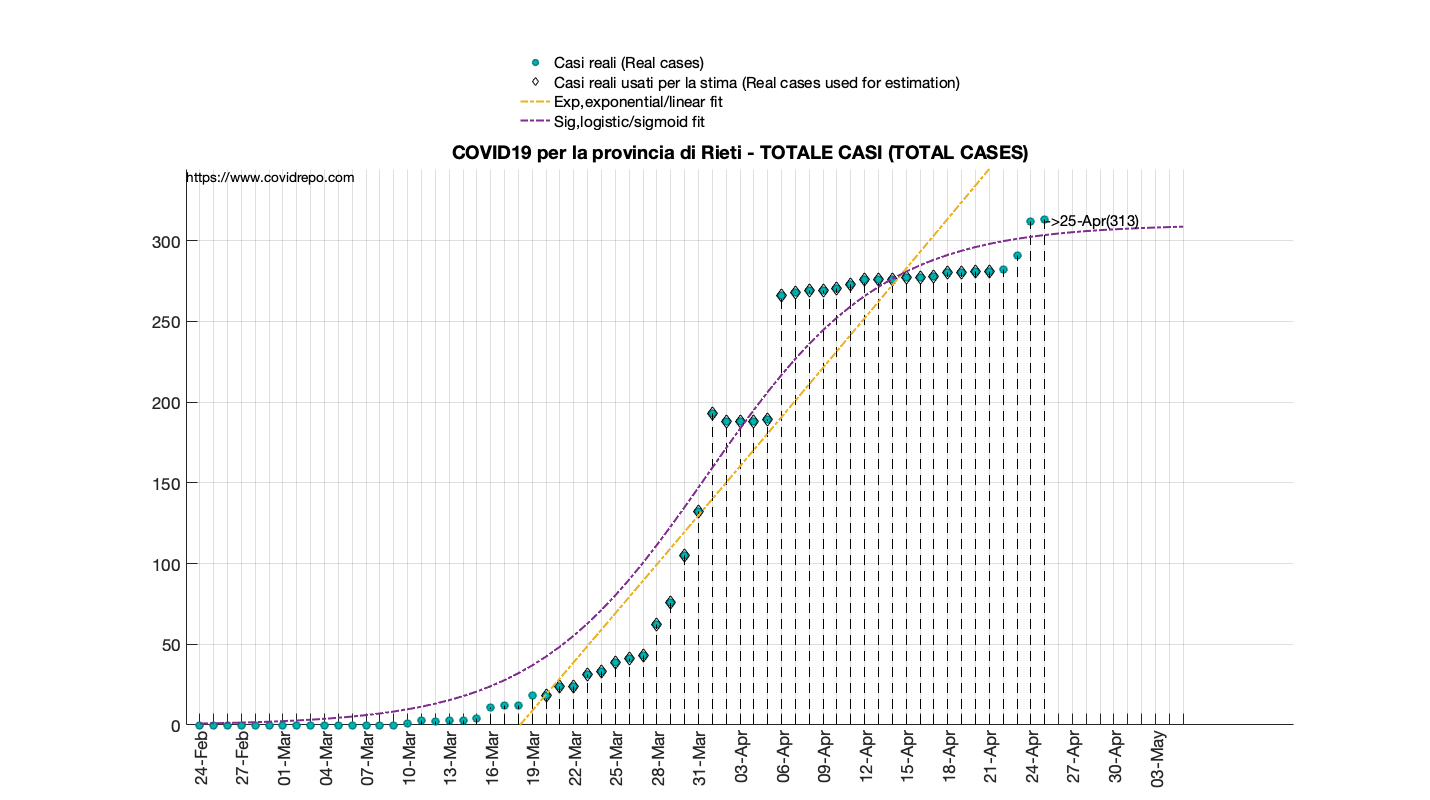 Casi reali (Real cases)
Casi reali usati per la stima (Real cases used for estimation)
Exp,exponential/linear fit
Sig,logistic/sigmoid fit
COVID19 per la provincia di Rieti - TOTALE CASI (TOTAL CASES)
https://www.covidrepo.com
->25-Apr(313)
300
250
200
150
100
50
0
24-Feb
27-Feb
01-Mar
04-Mar
07-Mar
10-Mar
13-Mar
16-Mar
19-Mar
22-Mar
25-Mar
28-Mar
31-Mar
03-Apr
06-Apr
09-Apr
12-Apr
15-Apr
18-Apr
21-Apr
24-Apr
27-Apr
30-Apr
03-May